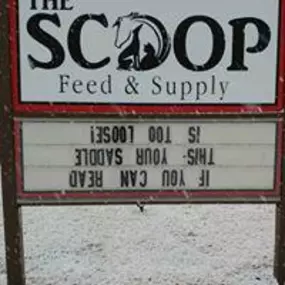 THE
SCOOP
Feed & Supply
IF YOU CAN READ
THIS- YOUR SADDLE
IS TOO LOOSE!